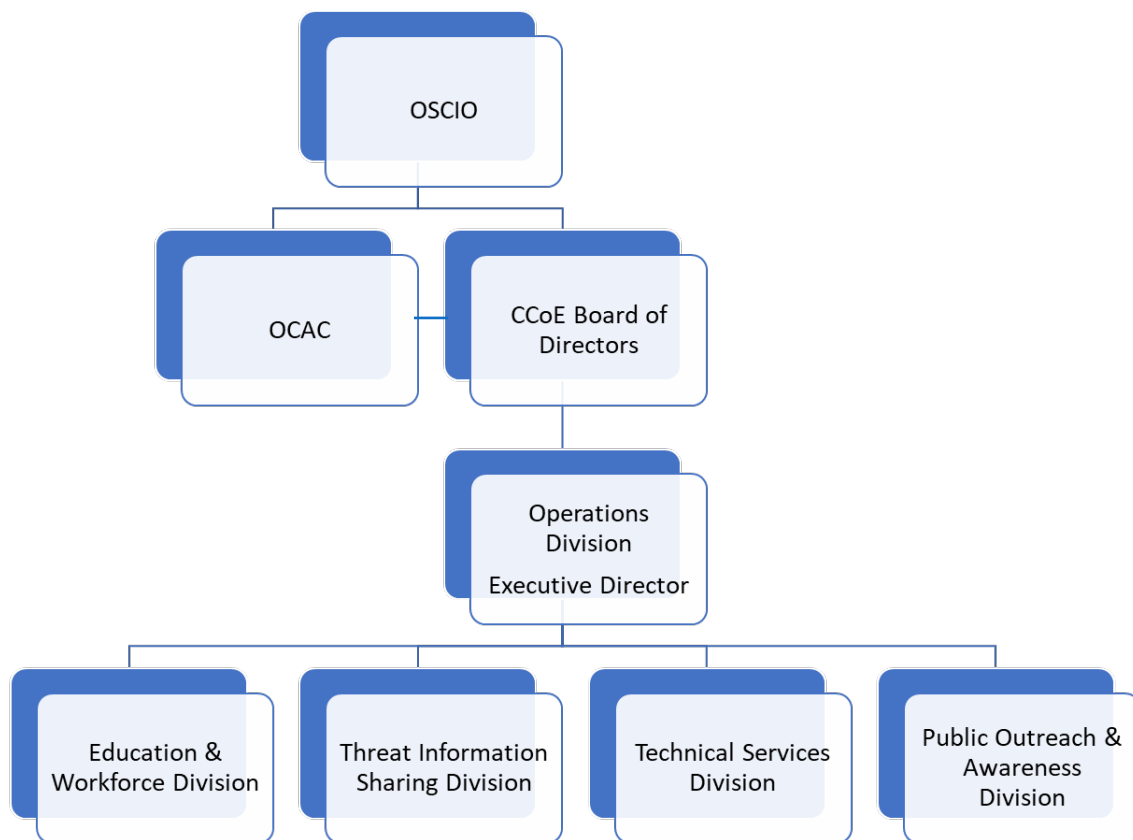 OSCIO
OCAC
CCoE Board of
Directors
Operations
Division
Executive Director
Education &
Workforce Division
Threat Information
Sharing Division
Technical Services
Division
Public Outreach &
Awareness
Division